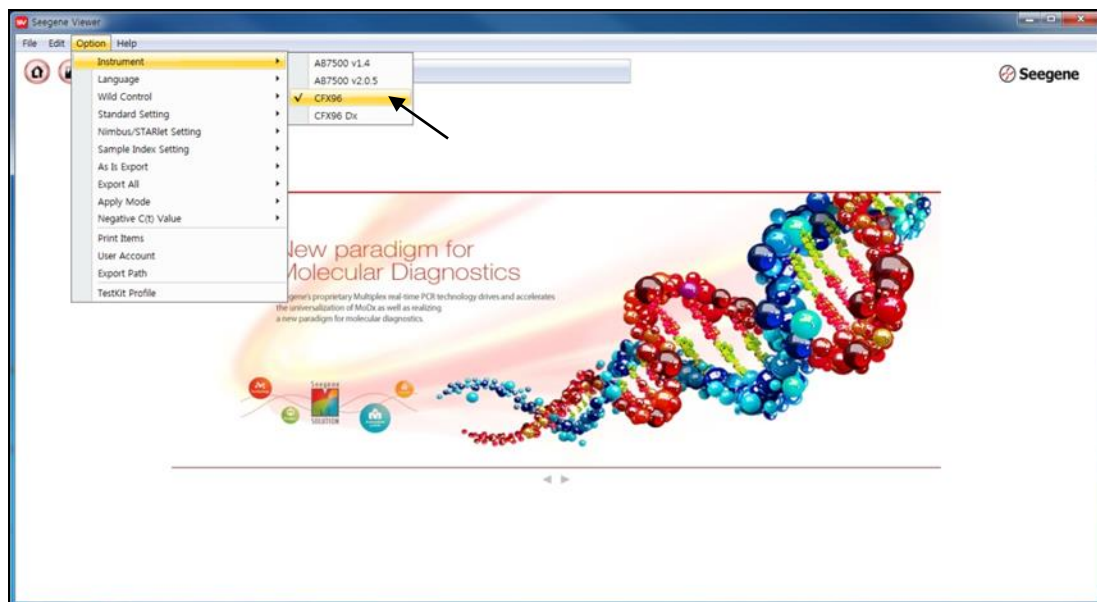 Seegene Viewer
File Edit Option Help
Instrument
Language
Wild Control
Standard Setting
Nimbus/STARlet Setting
Sample Index Setting
As Is Export
Export All
Apply Mode
Negative C(t) Value
Print Items
User Account
Export Path
TestKit Profile
AB7500 v1.4
AB7500 v2.0.5
CFX96
CFX96 Dx
Seegene
New paradigm for
Molecular Diagnostics
proprietary Multiplex real-time PCR technology drives and accelerates
the universalization of MoDx as well as realizing
a new paradigm for molecular diagnostics.
Seegene
SOLUTION